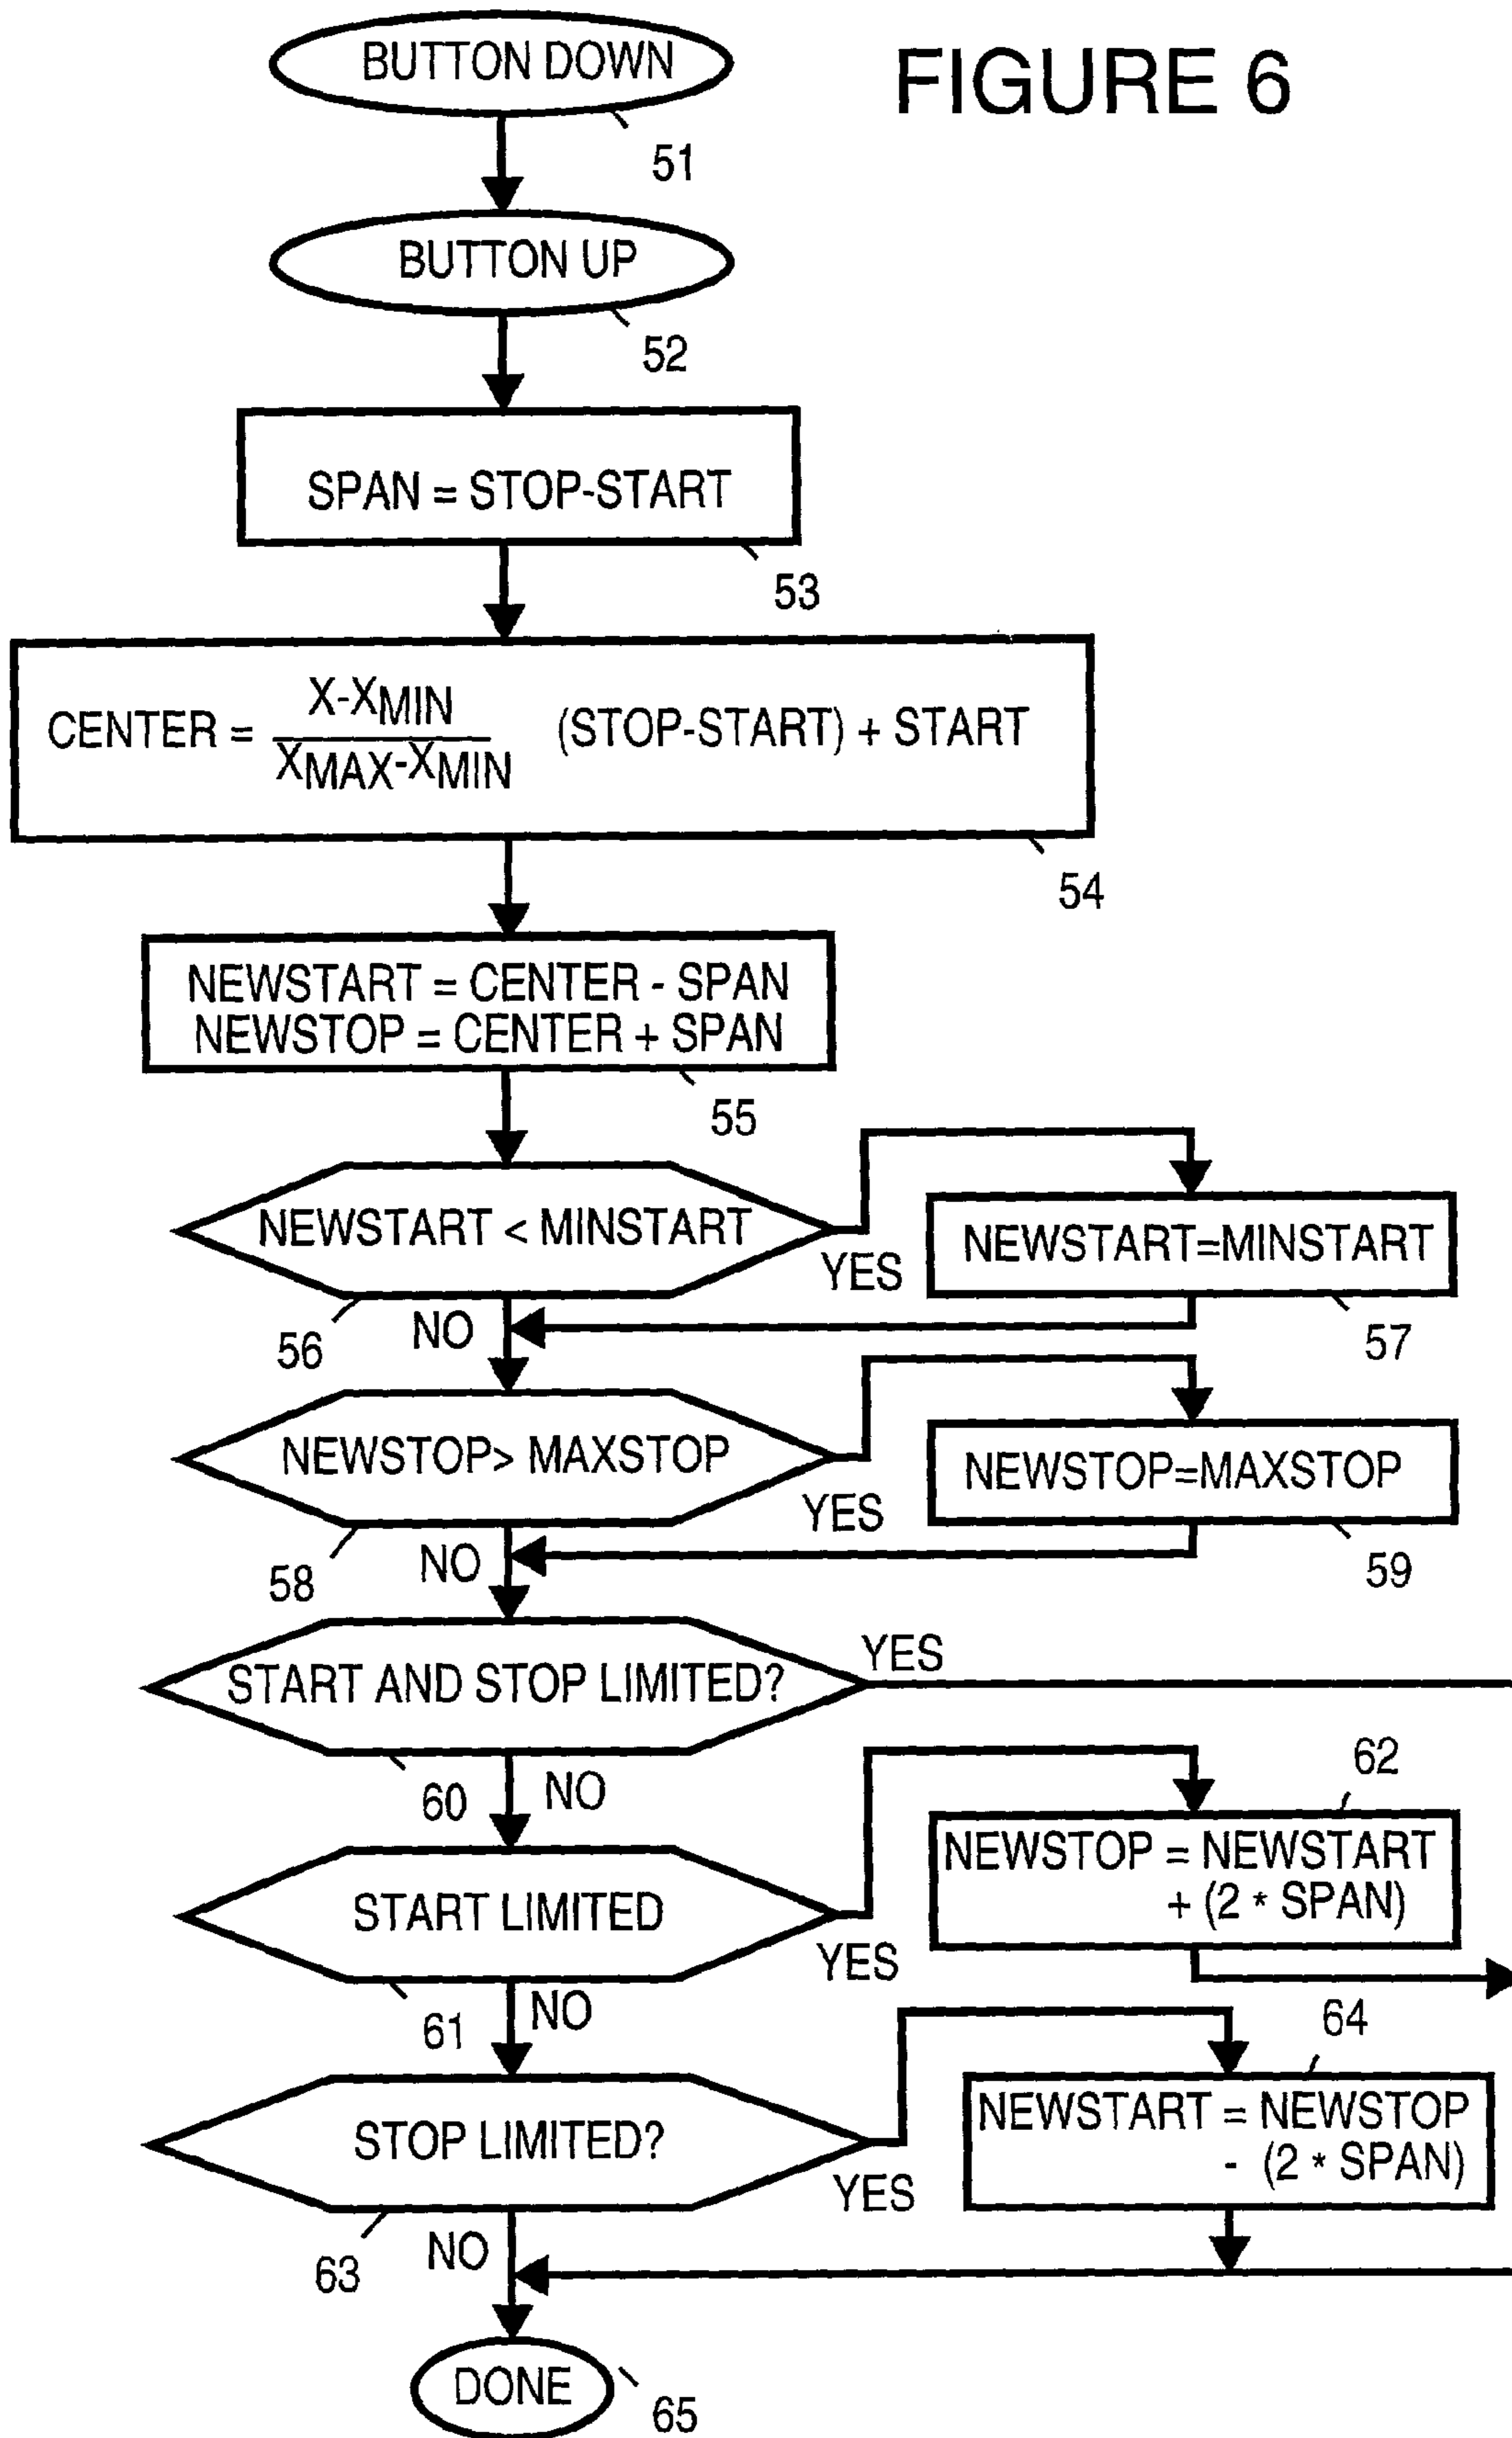 FIGURE 6
BUTTON DOWN
51
BUTTON UP
52
SPAN = STOP-START
53
CENTER = X-XMIN / XMAX-XMIN (STOP-START) + START
54
NEWSTART = CENTER - SPAN
NEWSTOP = CENTER + SPAN
55
NEWSTART < MINSTART
YES
NEWSTART=MINSTART
56
NO
57
NEWSTOP> MAXSTOP
YES
NEWSTOP=MAXSTOP
58
NO
59
START AND STOP LIMITED?
YES
60
NO
62
NEWSTOP = NEWSTART
+ (2 * SPAN)
START LIMITED
YES
61
NO
64
NEWSTART = NEWSTOP
- (2 * SPAN)
STOP LIMITED?
YES
63
NO
DONE
65